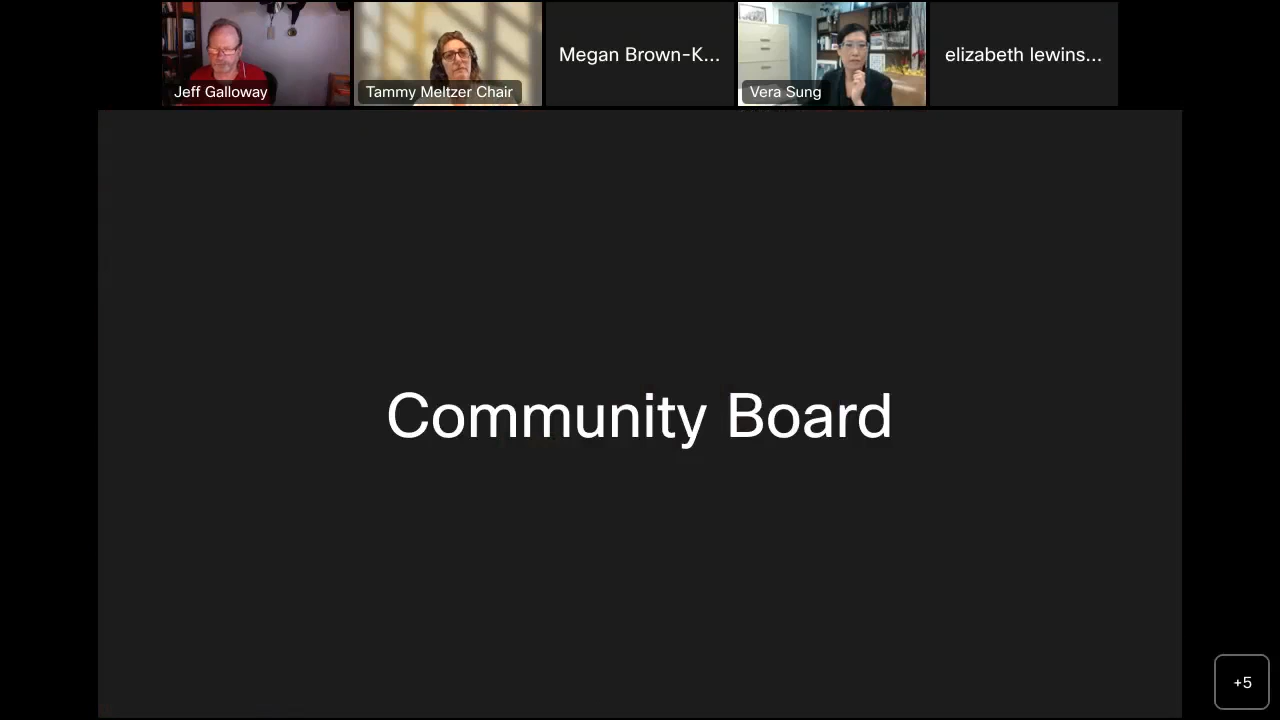 Jeff Galloway
Tammy Meltzer Chair
Megan Brown-K...
Vera Sung
elizabeth lewins...
Community Board
+5